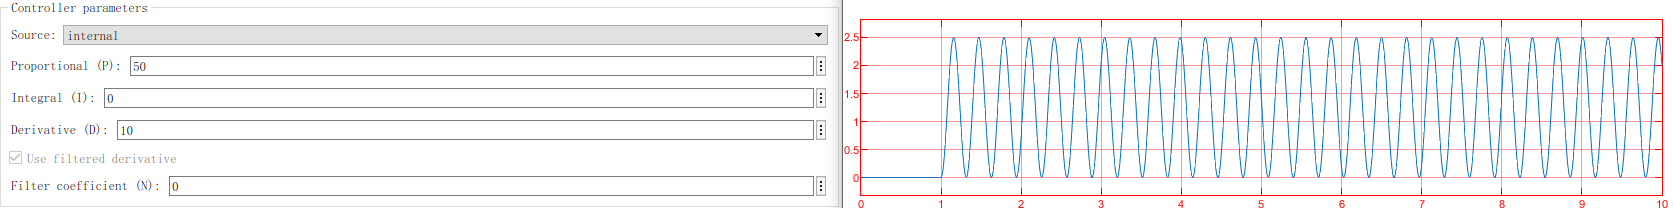 Controller parameters
Source: internal
Proportional (P): 50
Integral (I): 0
Derivative (D): 10
Use filtered derivative
Filter coefficient (N): 0
2.5
2
1.5
1
0.5
0
0 1 2 3 4 5 6 7 8 9 10